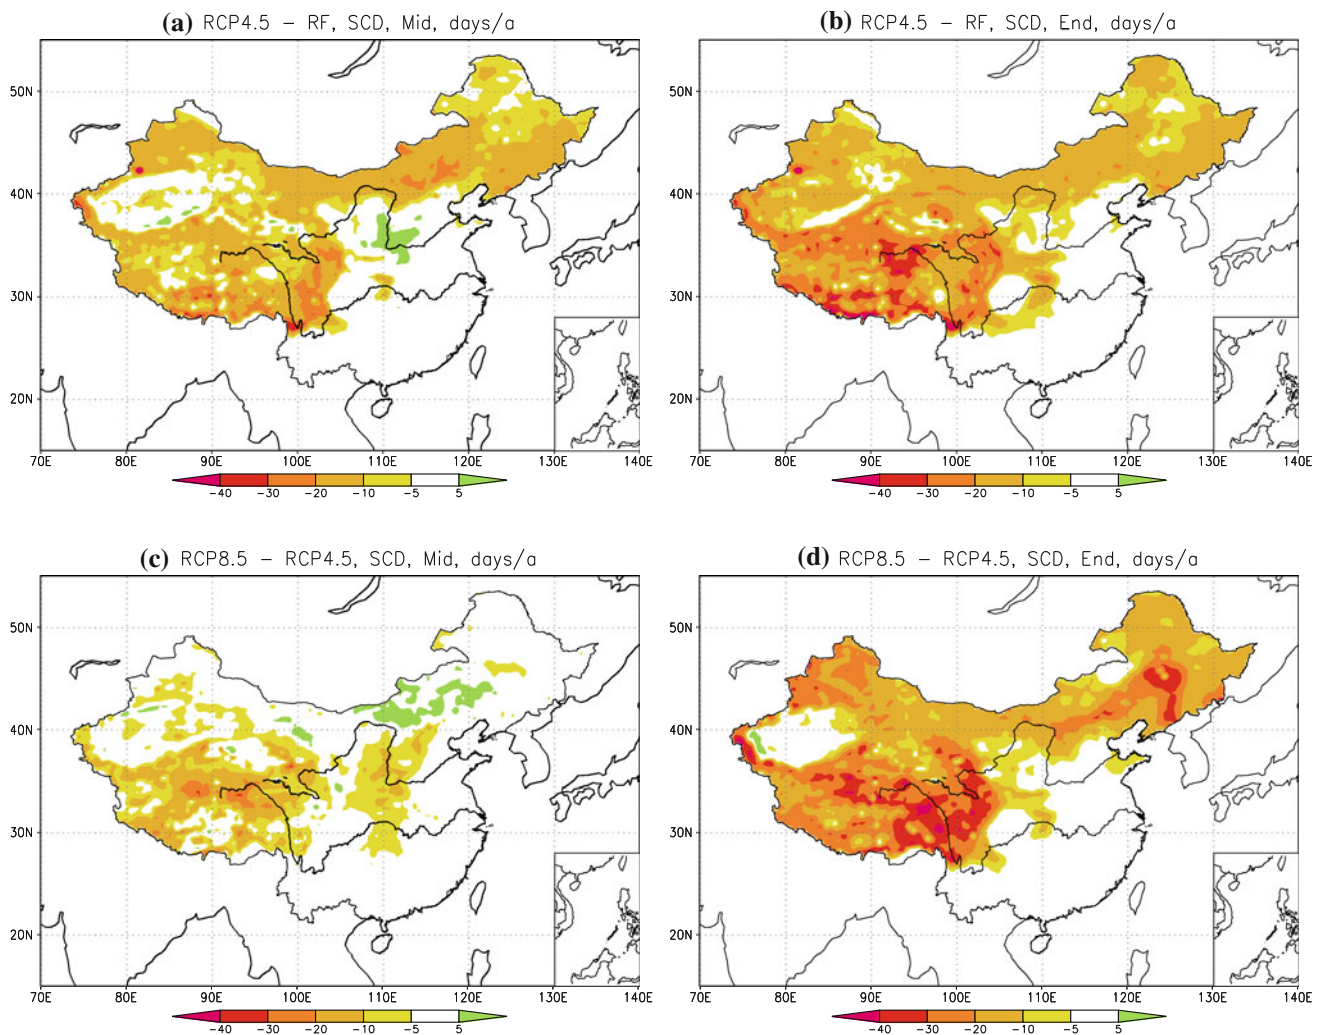 (a) RCP4.5 – RF, SCD, Mid, days/a
50N
40N
30N
20N
70E 80E 90E 100E 110E 120E 130E 140E
−40 −30 −20 −10 −5 5
(b) RCP4.5 – RF, SCD, End, days/a
50N
40N
30N
20N
70E 80E 90E 100E 110E 120E 130E 140E
−40 −30 −20 −10 −5 5
(c) RCP8.5 – RCP4.5, SCD, Mid, days/a
50N
40N
30N
20N
70E 80E 90E 100E 110E 120E 130E 140E
−40 −30 −20 −10 −5 5
(d) RCP8.5 – RCP4.5, SCD, End, days/a
50N
40N
30N
20N
70E 80E 90E 100E 110E 120E 130E 140E
−40 −30 −20 −10 −5 5